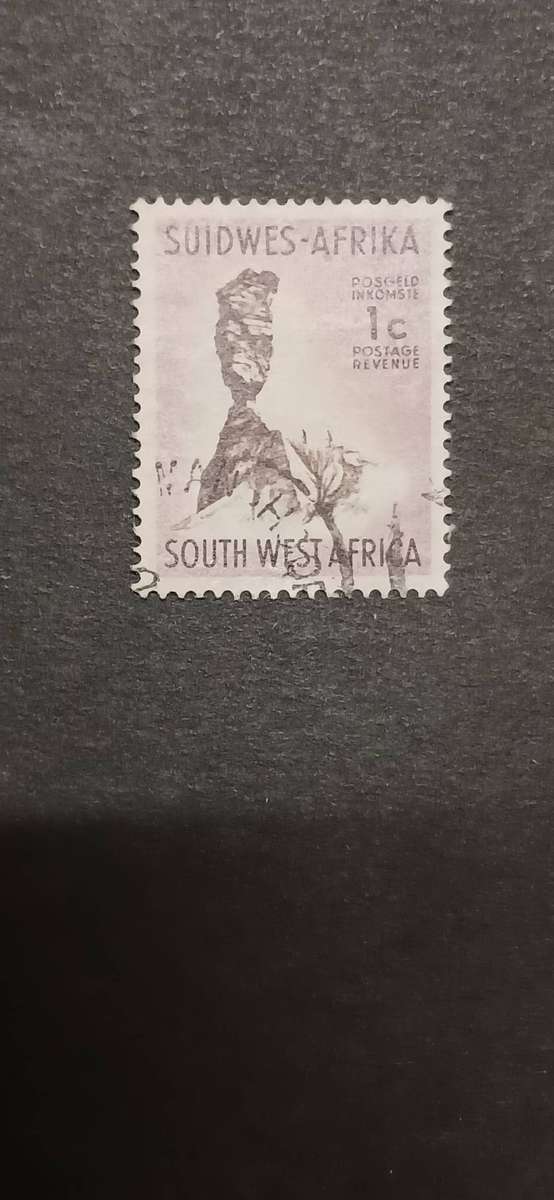 SUIDWES-AFRIKA
POSGELD
INKOMSTE
1c
POSTAGE
REVENUE
SOUTH WEST AFRICA